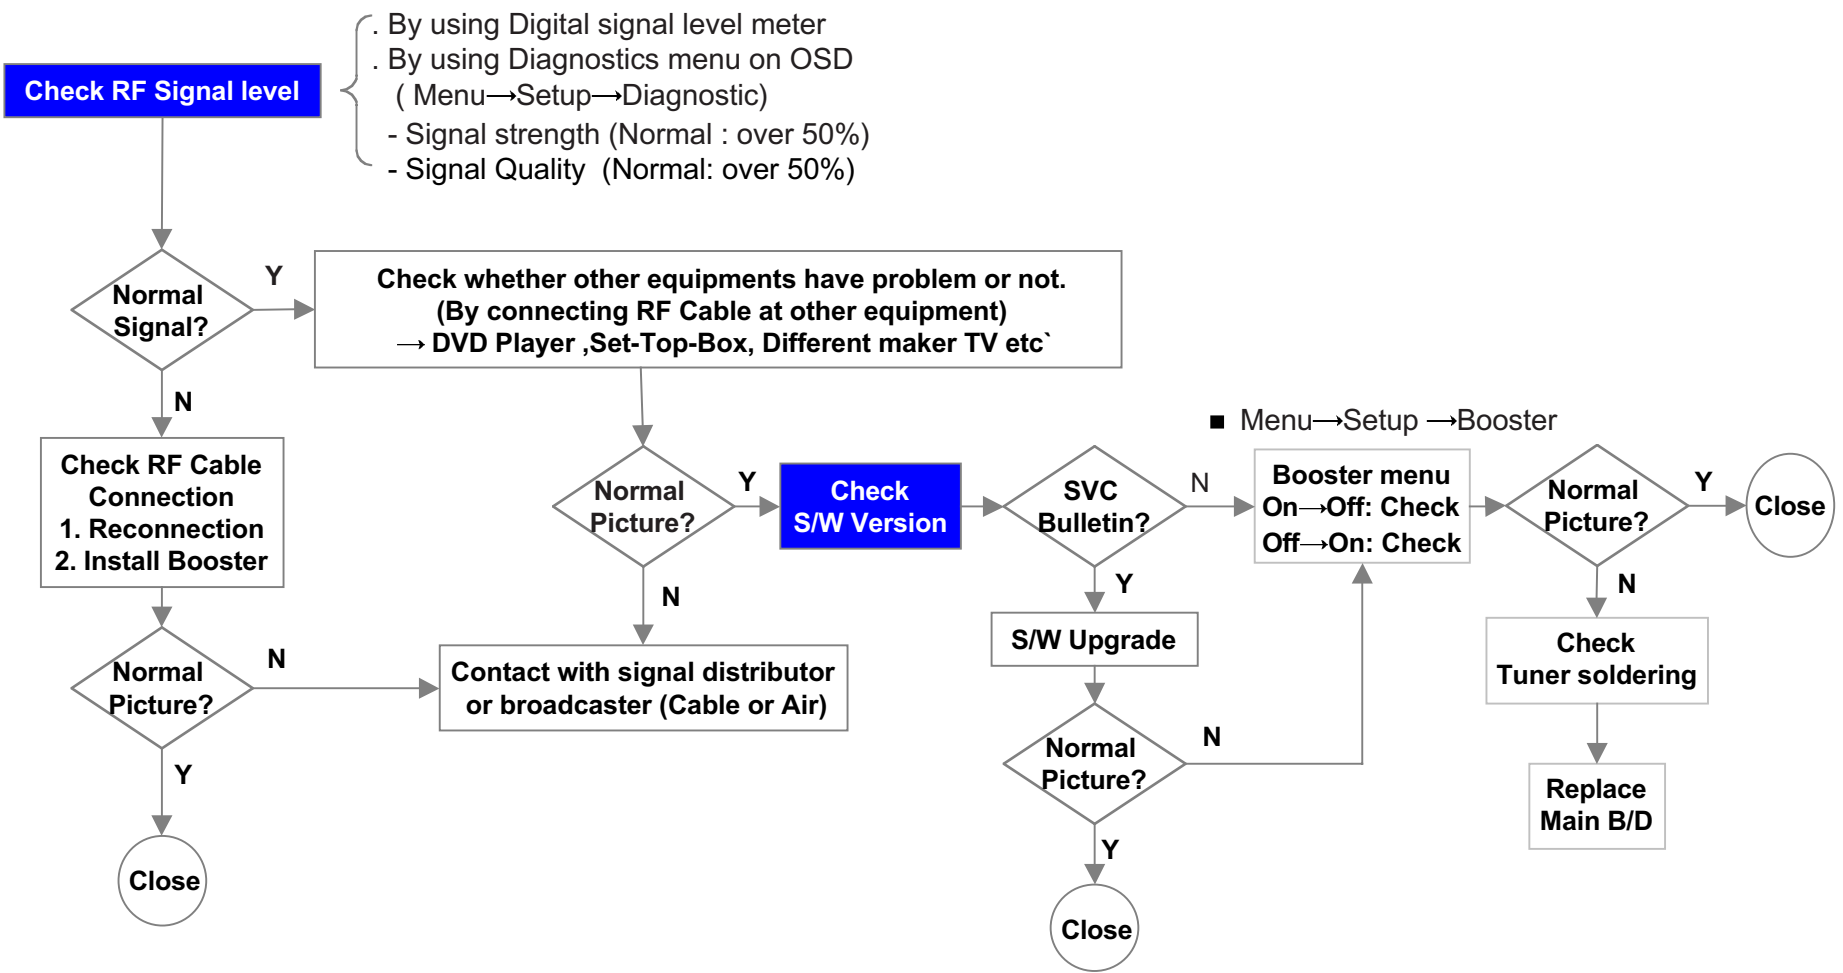 . By using Digital signal level meter
. By using Diagnostics menu on OSD
( Menu→Setup→Diagnostic)
- Signal strength (Normal : over 50%)
- Signal Quality (Normal: over 50%)
Check RF Signal level
Normal
Signal?
Y
Check whether other equipments have problem or not.
(By connecting RF Cable at other equipment)
→ DVD Player ,Set-Top-Box, Different maker TV etc`
N
Check RF Cable
Connection
1. Reconnection
2. Install Booster
Normal
Picture?
N
Y
Close
Normal
Picture?
Y
N
Contact with signal distributor
or broadcaster (Cable or Air)
Check
S/W Version
SVC
Bulletin?
N
Y
S/W Upgrade
Normal
Picture?
N
Y
Close
■ Menu→Setup →Booster
Booster menu
On→Off: Check
Off→On: Check
Normal
Picture?
Y
Close
N
Check
Tuner soldering
Replace
Main B/D